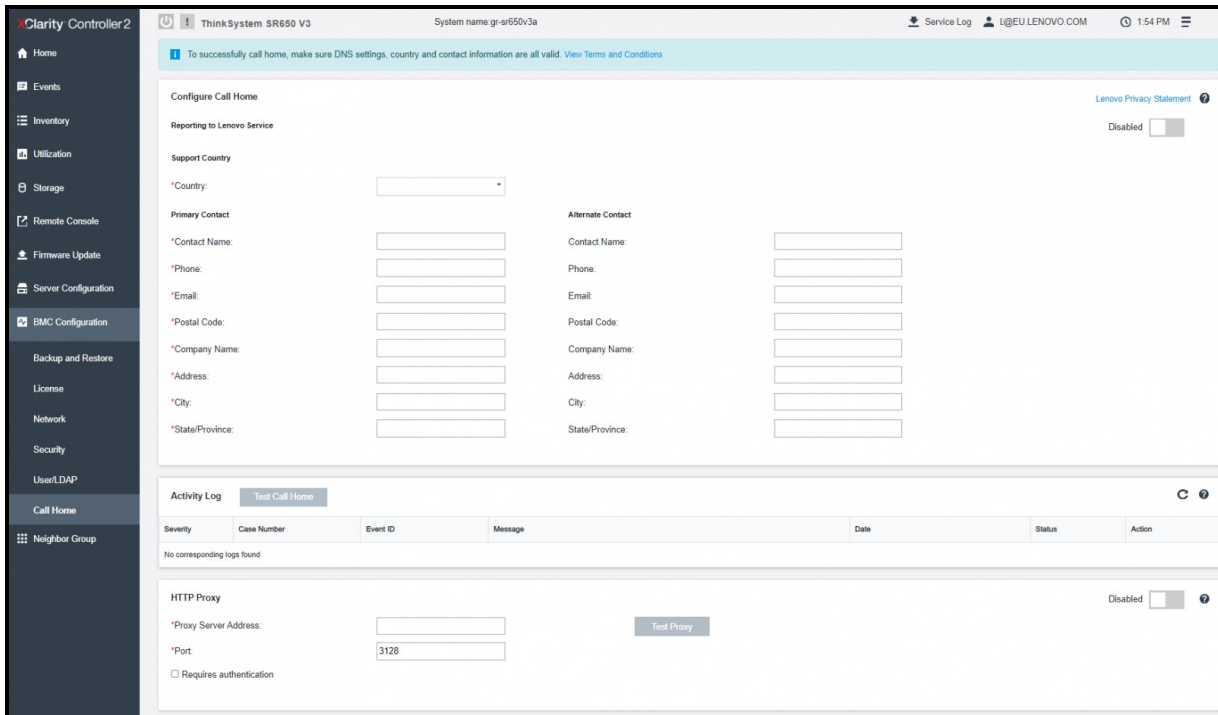 XClarity Controller 2
ThinkSystem SR650 V3
System name:gr-sr650v3a
Service Log
L@EU.LENOVO.COM
1:54 PM
Home
Events
Inventory
Utilization
Storage
Remote Console
Firmware Update
Server Configuration
BMC Configuration
Backup and Restore
License
Network
Security
User/LDAP
Call Home
Neighbor Group
To successfully call home, make sure DNS settings, country and contact information are all valid. View Terms and Conditions
Configure Call Home
Lenovo Privacy Statement
Reporting to Lenovo Service
Disabled
Support Country
*Country:
Primary Contact
*Contact Name:
*Phone:
*Email:
*Postal Code:
*Company Name:
*Address:
*City:
*State/Province:
Alternate Contact
Contact Name:
Phone:
Email:
Postal Code:
Company Name:
Address:
City:
State/Province:
Activity Log
Test Call Home
Severity Case Number Event ID Message Date Status Action
No corresponding logs found
HTTP Proxy
Disabled
*Proxy Server Address:
Test Proxy
*Port: 3128
Requires authentication